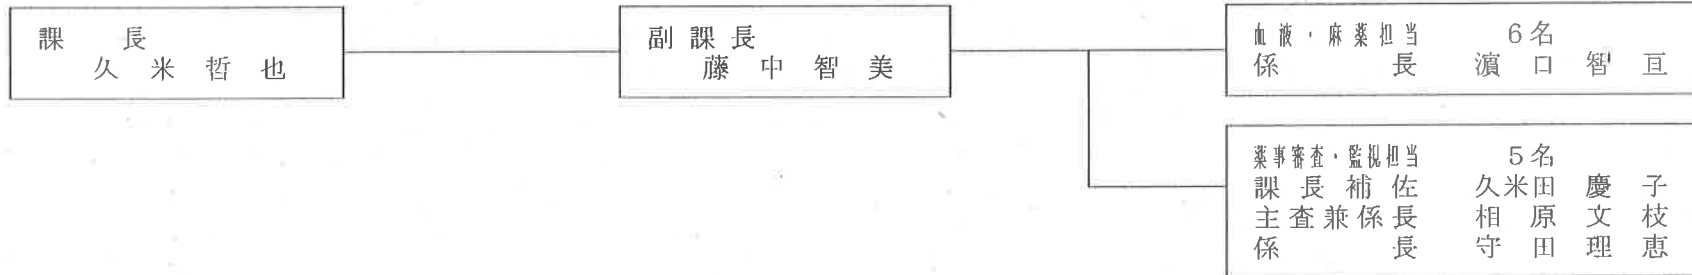 課長
久米哲也
副課長
藤中智美
血液・麻薬担当 6名
係長 濵口智亘
薬事審査・監視担当 5名
課長補佐 久米田慶子
主査兼係長 相原文枝
係長 守田理恵